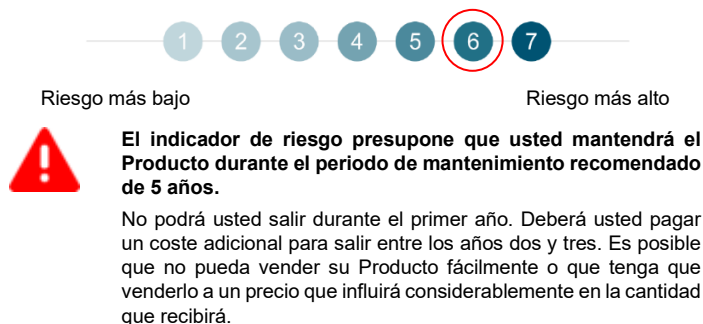 1 2 3 4 5 6 7
Riesgo más bajo Riesgo más alto
El indicador de riesgo presupone que usted mantendrá el
Producto durante el periodo de mantenimiento recomendado
de 5 años.
No podrá usted salir durante el primer año. Deberá usted pagar
un coste adicional para salir entre los años dos y tres. Es posible
que no pueda vender su Producto fácilmente o que tenga que
venderlo a un precio que influirá considerablemente en la cantidad
que recibirá.